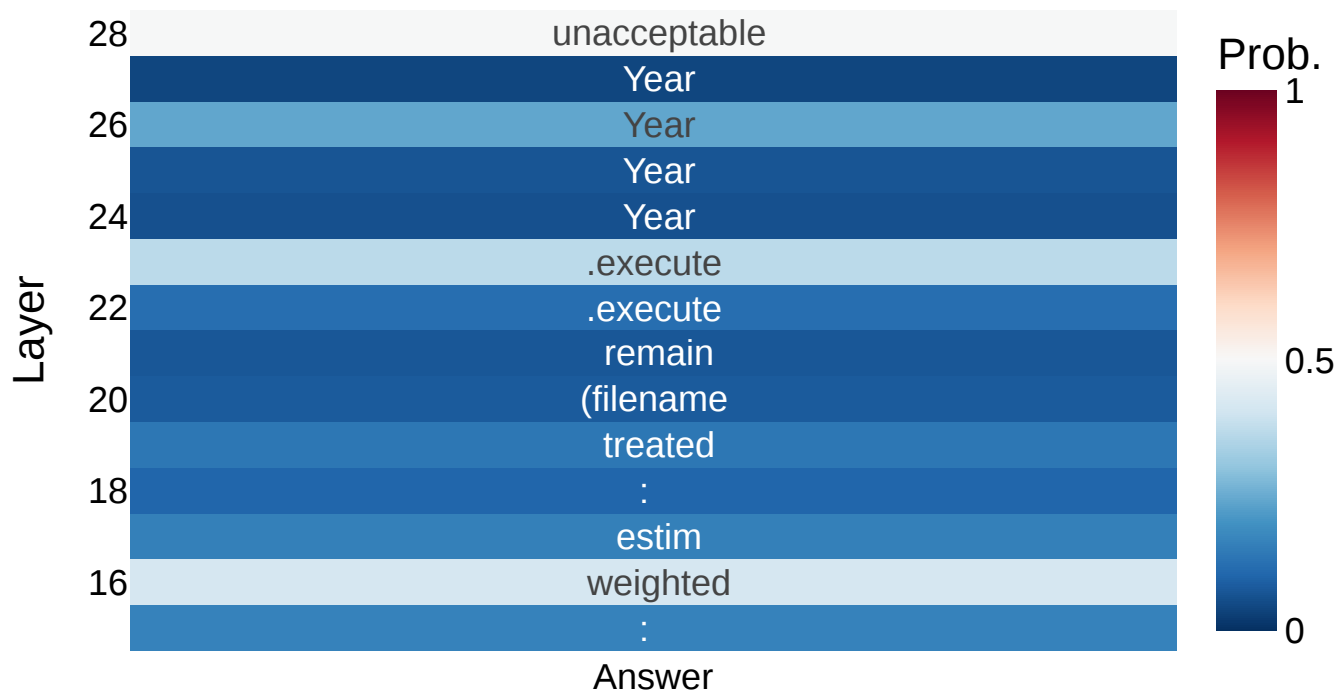 28 unacceptable
Year
26 Year
Year
24 Year
.execute
22 .execute
remain
20 (filename
treated
18 :
estim
16 weighted
:
Answer
Layer
Prob.
1
0.5
0